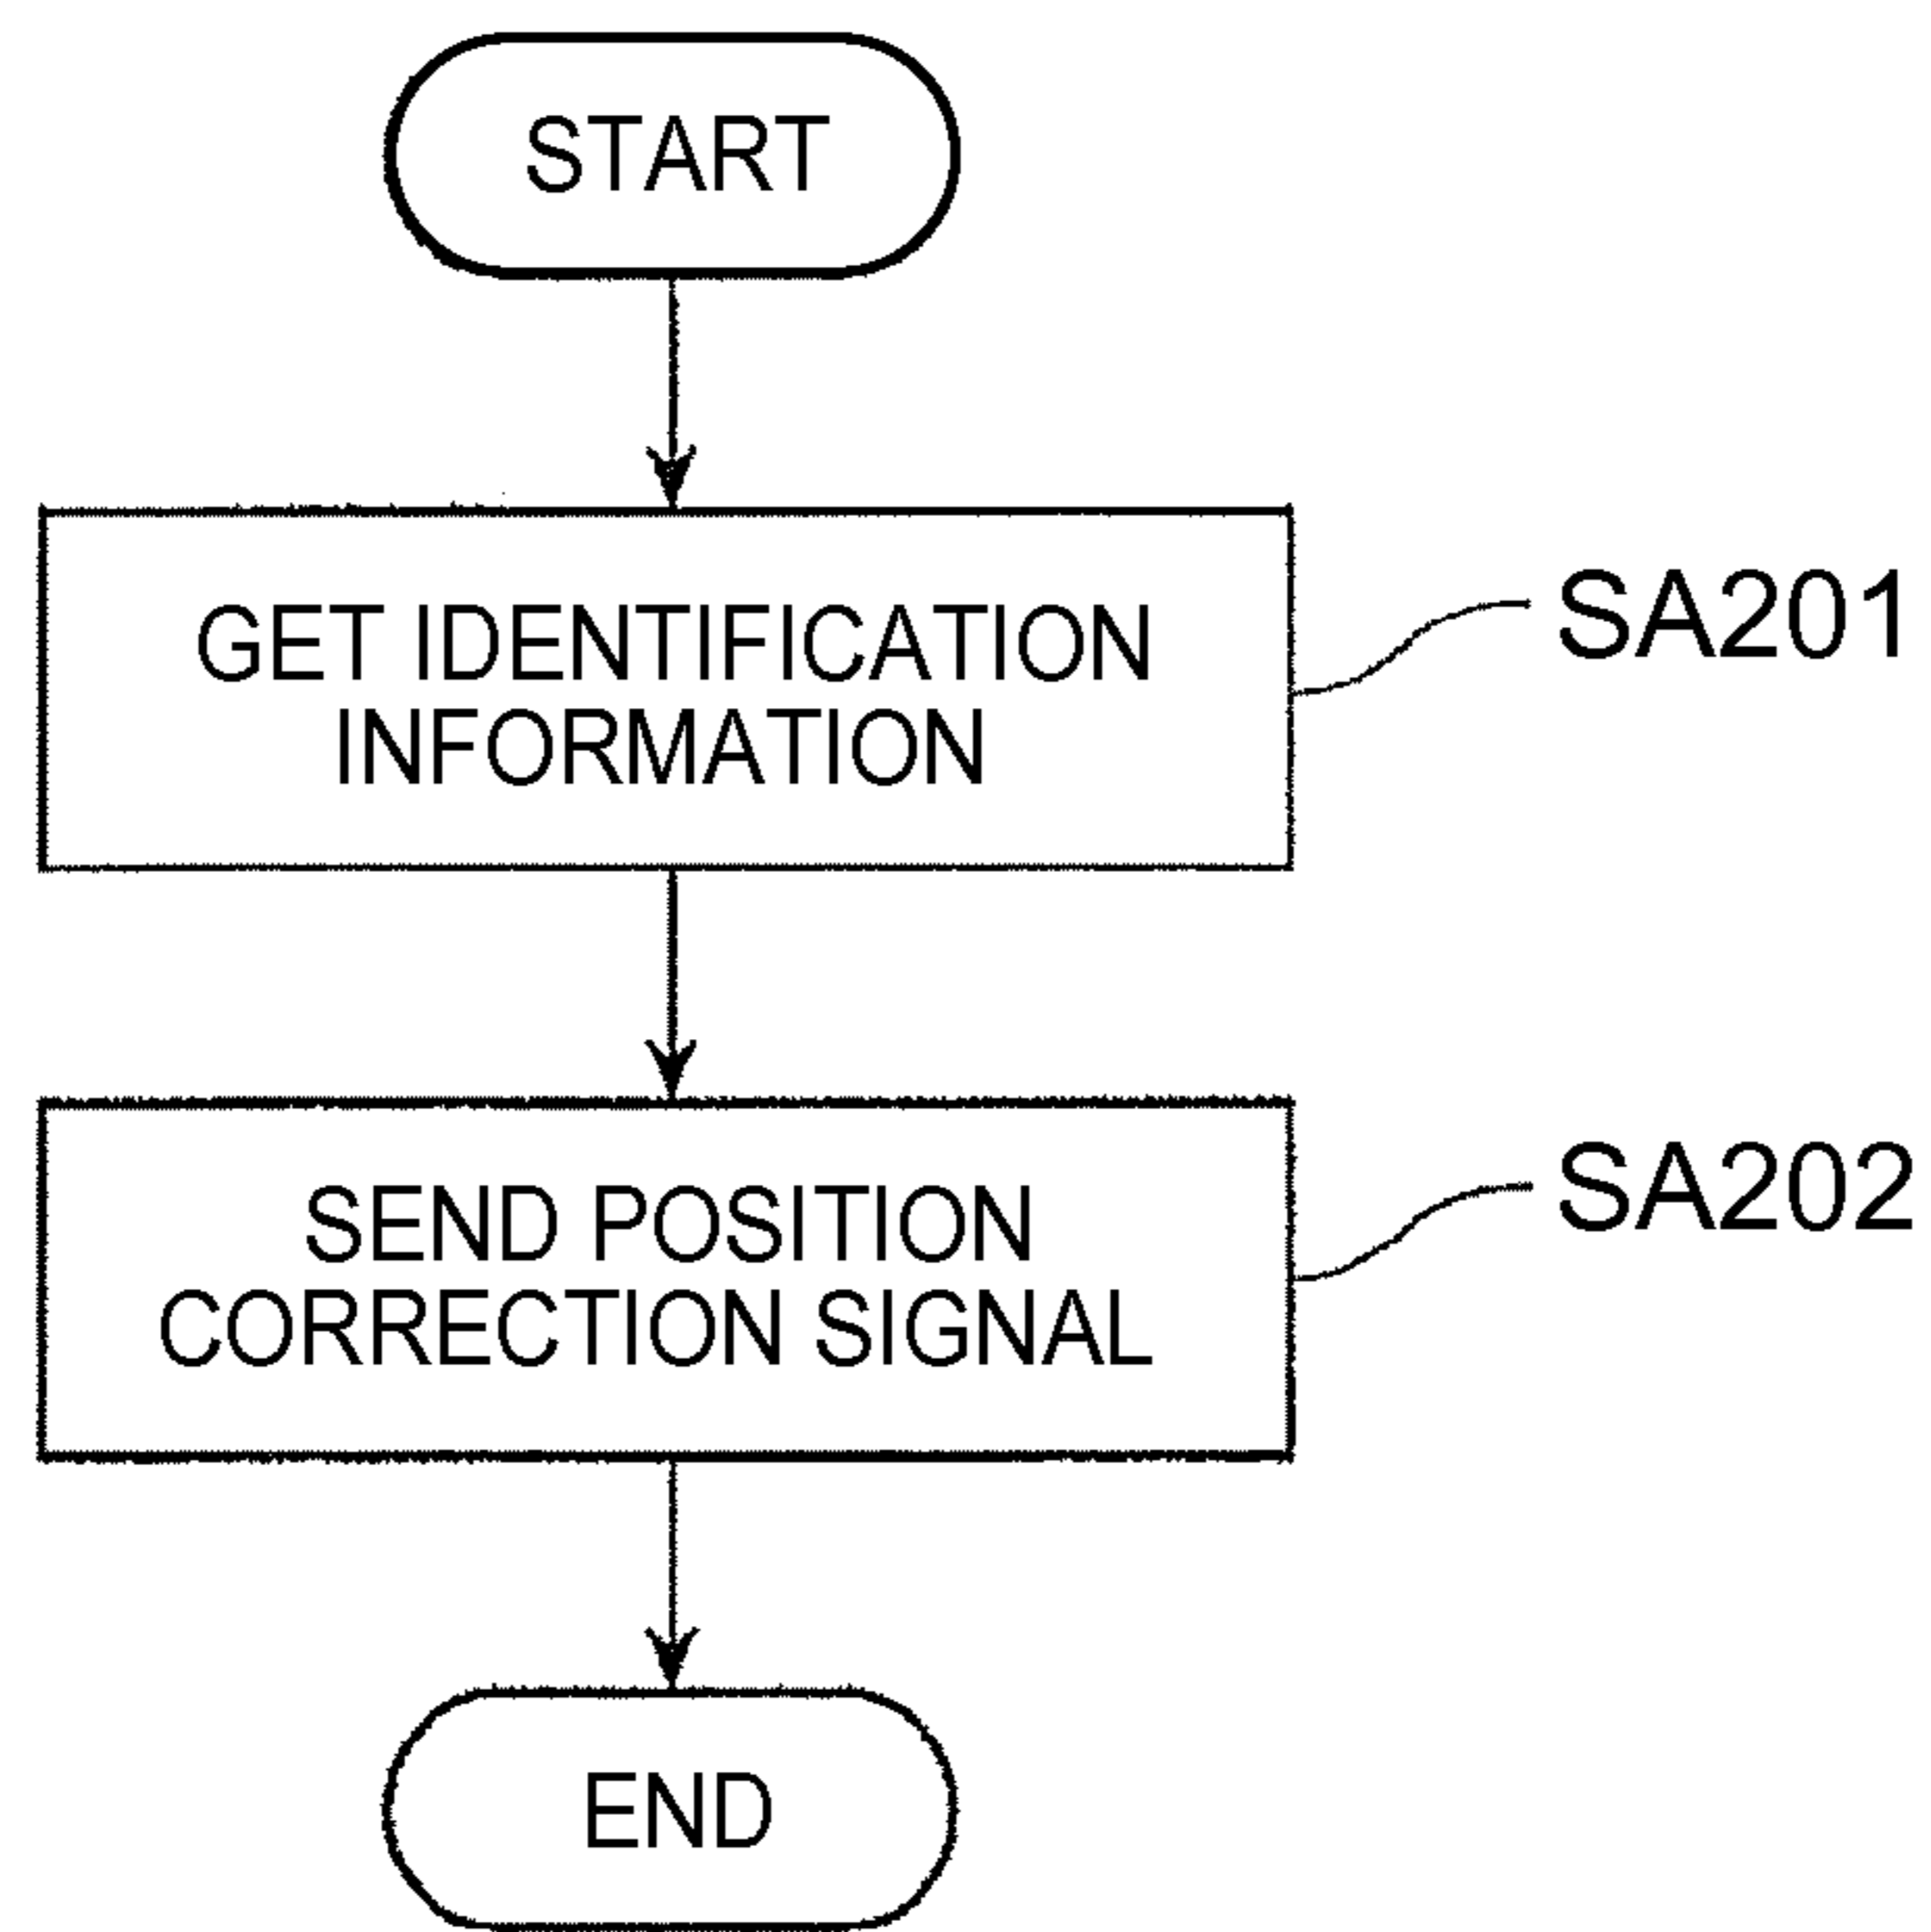 START
GET IDENTIFICATION
INFORMATION
SA201
SEND POSITION
CORRECTION SIGNAL
SA202
END